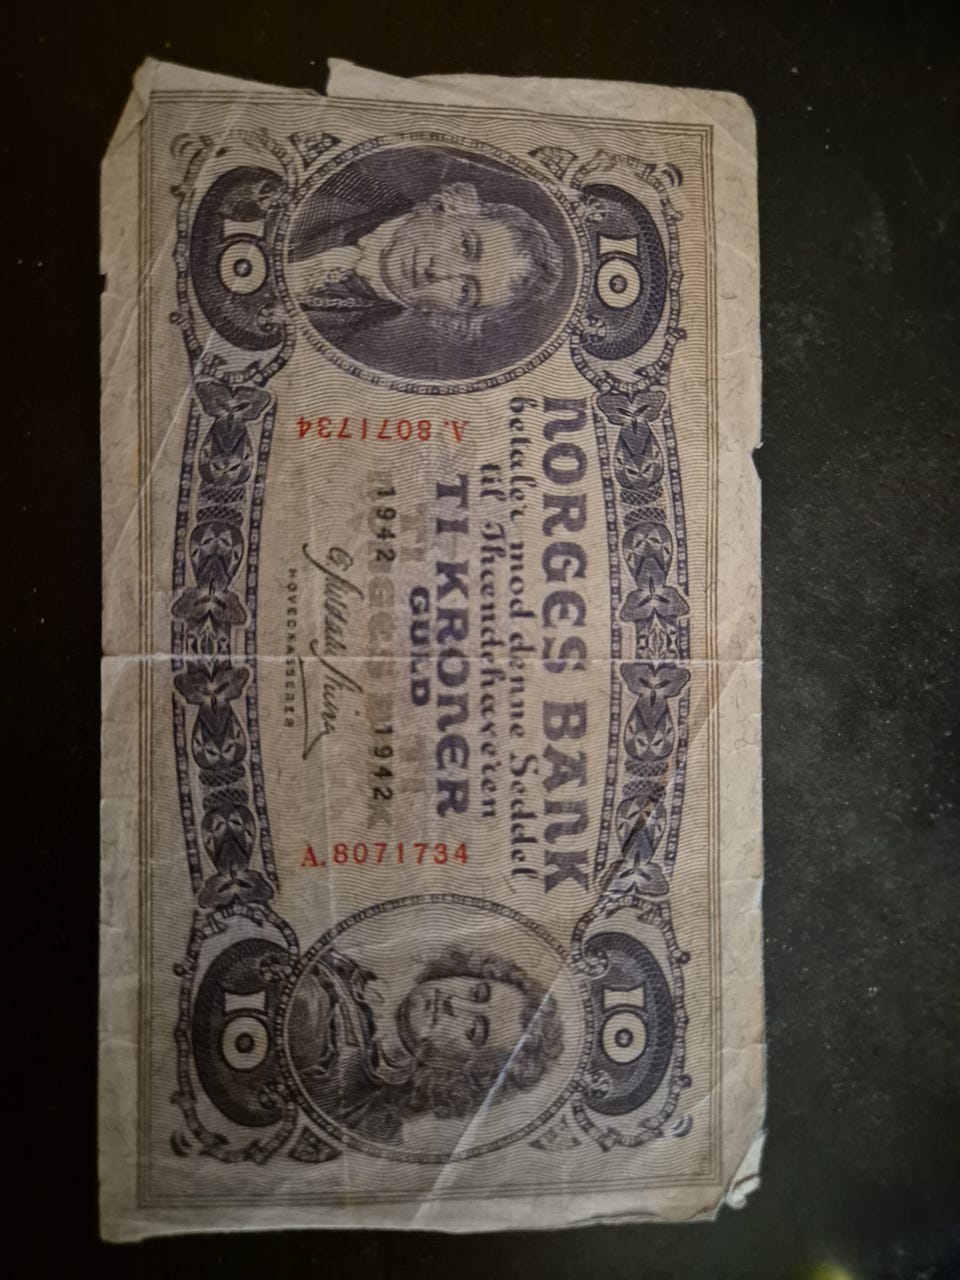 10 10
NORGES BANK
betaler mod denne Seddel
til Ihændehaveren
TI KRONER
GULD
1942 1942
A.8071734 A.8071734
HOVEDKASSERER
10 10